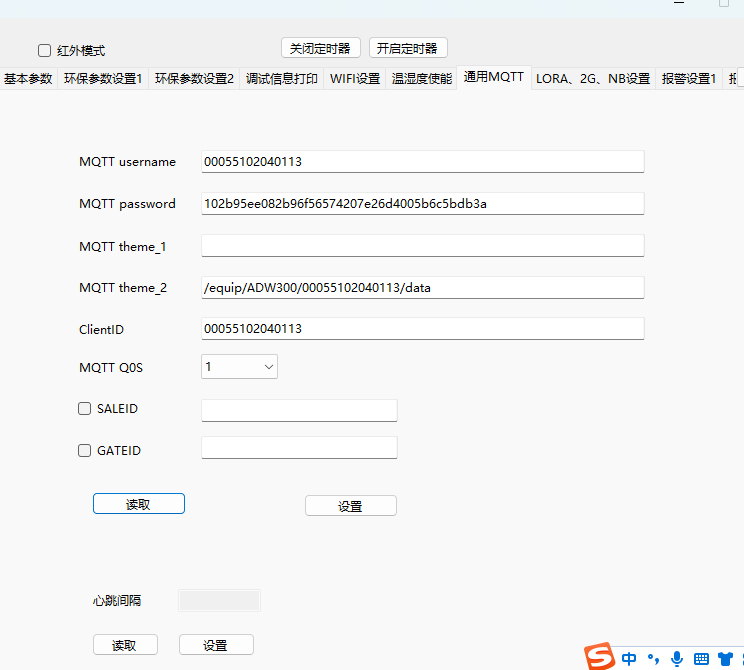 红外模式 关闭定时器 开启定时器
基本参数 环保参数设置1 环保参数设置2 调试信息打印 WIFI设置 温湿度使能 通用MQTT LORA、2G、NB设置 报警设置1
MQTT username 00055102040113
MQTT password 102b95ee082b96f56574207e26d4005b6c5bdb3a
MQTT theme_1
MQTT theme_2 /equip/ADW300/00055102040113/data
ClientID 00055102040113
MQTT Q0S 1
SALEID
GATEID
读取 设置
心跳间隔
读取 设置
S 中